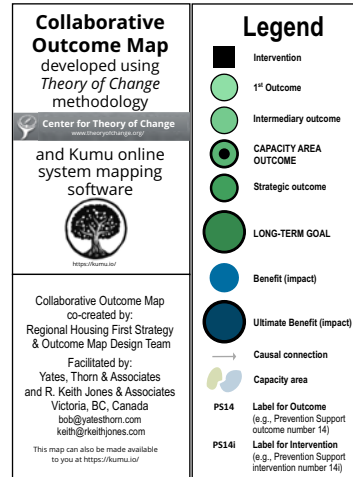 Collaborative
Outcome Map
developed using
Theory of Change
methodology
Center for Theory of Change
www.theoryofchange.org/
and Kumu online
system mapping
software
https://kumu.io/
Collaborative Outcome Map
co-created by:
Regional Housing First Strategy
& Outcome Map Design Team
Facilitated by:
Yates, Thorn & Associates
and R. Keith Jones & Associates
Victoria, BC, Canada
bob@yatesthorn.com
keith@rkeithjones.com
This map can also be made available
to you at https://kumu.io/
Legend
Intervention
1st Outcome
Intermediary outcome
CAPACITY AREA
OUTCOME
Strategic outcome
LONG-TERM GOAL
Benefit (impact)
Ultimate Benefit (impact)
Causal connection
Capacity area
PS14 Label for Outcome
(e.g., Prevention Support
outcome number 14)
PS14i Label for Intervention
(e.g., Prevention Support
intervention number 14i)